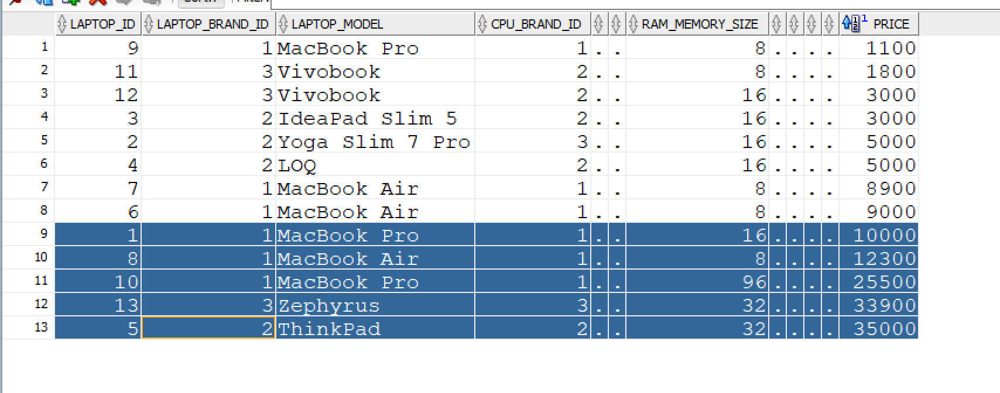 LAPTOP_ID LAPTOP_BRAND_ID LAPTOP_MODEL CPU_BRAND_ID RAM_MEMORY_SIZE 1 PRICE
1 9 1 MacBook Pro 1 . . 8 . . . . 1100
2 11 3 Vivobook 2 . . 8 . . . . 1800
3 12 3 Vivobook 2 . . 16 . . . . 3000
4 3 2 IdeaPad Slim 5 2 . . 16 . . . . 3000
5 2 2 Yoga Slim 7 Pro 3 . . 16 . . . . 5000
6 4 2 LOQ 2 . . 16 . . . . 5000
7 7 1 MacBook Air 1 . . 8 . . . . 8900
8 6 1 MacBook Air 1 . . 8 . . . . 9000
9 1 1 MacBook Pro 1 . . 16 . . . . 10000
10 8 1 MacBook Air 1 . . 8 . . . . 12300
11 10 1 MacBook Pro 1 . . 96 . . . . 25500
12 13 3 Zephyrus 3 . . 32 . . . . 33900
13 5 2 ThinkPad 2 . . 32 . . . . 35000